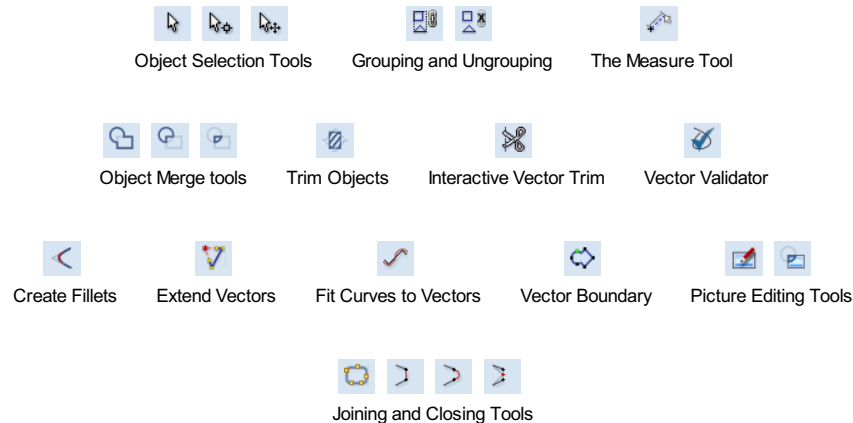 Object Selection Tools Grouping and Ungrouping The Measure Tool
Object Merge tools Trim Objects Interactive Vector Trim Vector Validator
Create Fillets Extend Vectors Fit Curves to Vectors Vector Boundary Picture Editing Tools
Joining and Closing Tools